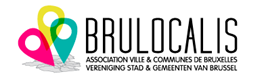 BRULOCALIS
ASSOCIATION VILLE & COMMUNES DE BRUXELLES
VERENIGING STAD & GEMEENTEN VAN BRUSSEL